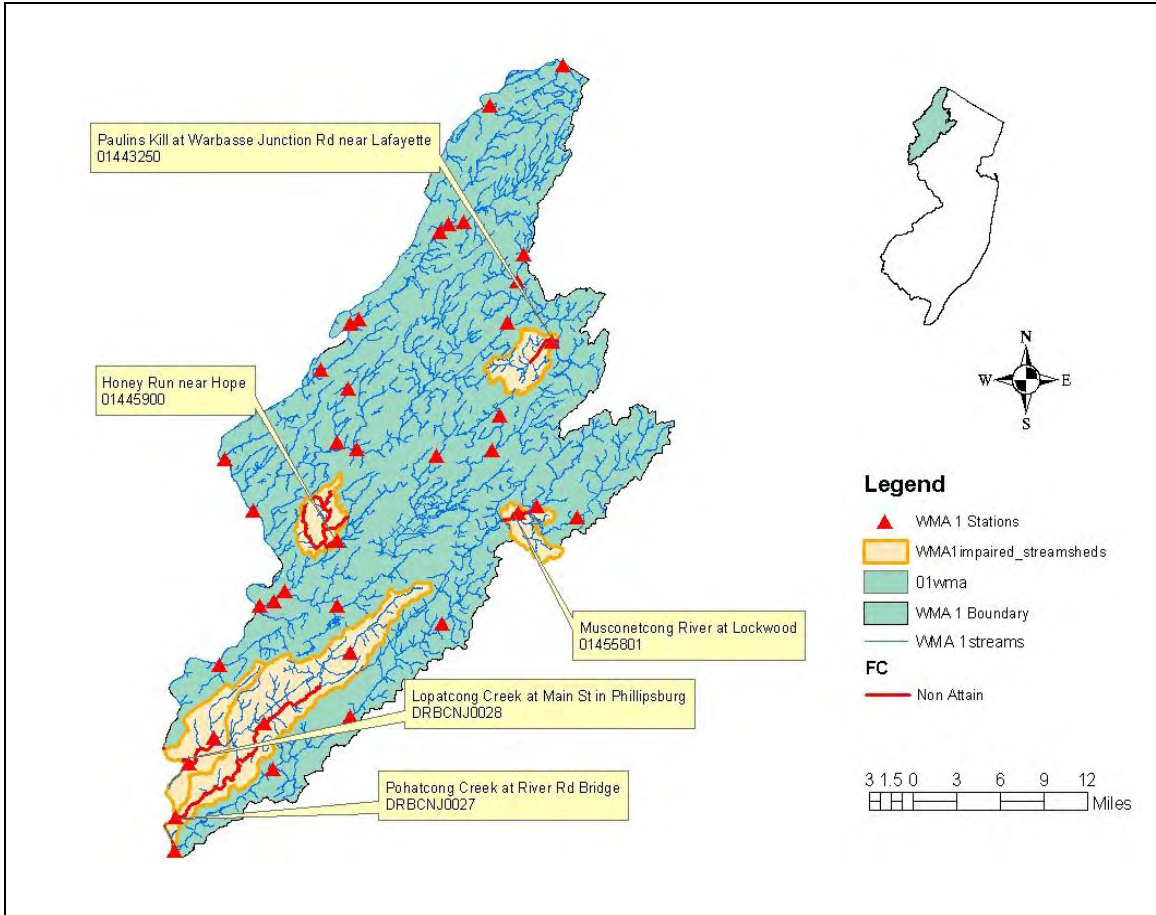 Paulins Kill at Warbasse Junction Rd near Lafayette
01443250
Honey Run near Hope
01445900
Musconetcong River at Lockwood
01455801
Lopatcong Creek at Main St in Phillipsburg
DRBCNJ0028
Pohatcong Creek at River Rd Bridge
DRBCNJ0027
N
W E
S
Legend
WMA 1 Stations
WMA1impaired_streamsheds
01wma
WMA 1 Boundary
WMA 1streams
FC
Non Attain
3 1.5 0 3 6 9 12
Miles